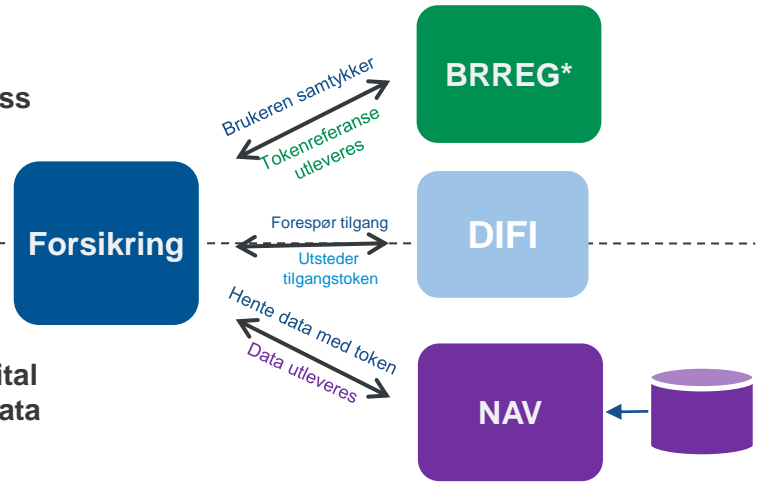 ss
Forsikring
ital
ata
Brukeren samtykker
Tokenreferanse
utleveres
BRREG*
Forespør tilgang
Utsteder
tilgangstoken
DIFI
Hente data med token
Data utleveres
NAV